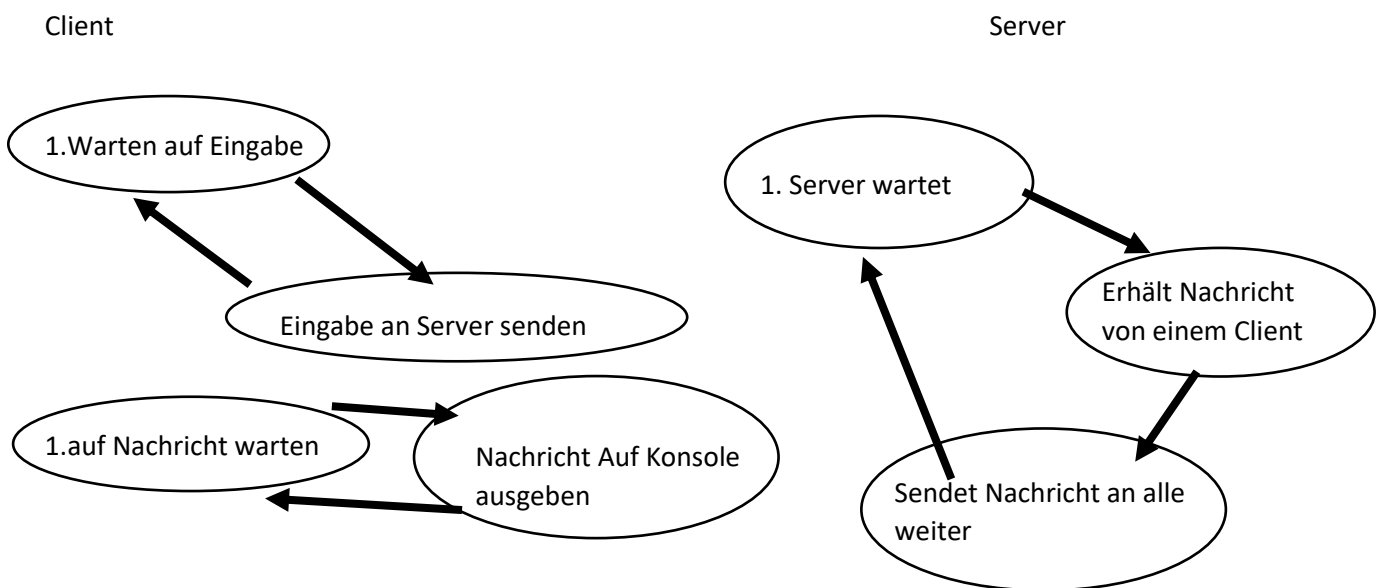 Client
Server
1.Warten auf Eingabe
Eingabe an Server senden
1.auf Nachricht warten
Nachricht Auf Konsole
ausgeben
1. Server wartet
Erhält Nachricht
von einem Client
Sendet Nachricht an alle
weiter